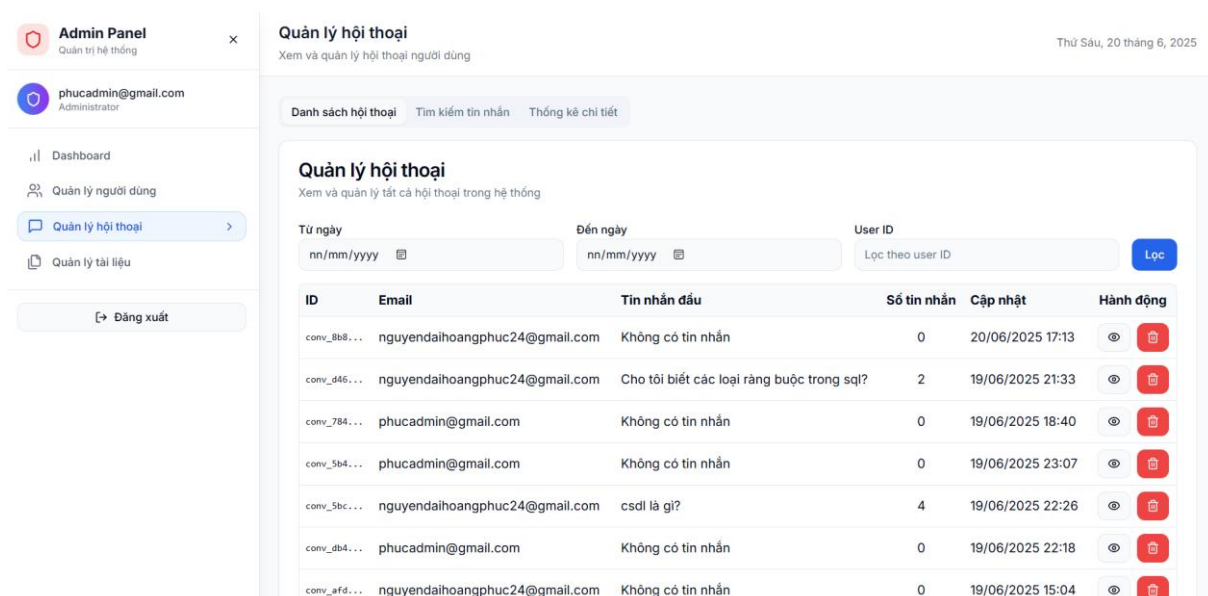 Admin Panel
Quản trị hệ thống
phucadmin@gmail.com
Administrator
Dashboard
Quản lý người dùng
Quản lý hội thoại
Quản lý tài liệu
Đăng xuất
Quản lý hội thoại
Xem và quản lý hội thoại người dùng
Thứ Sáu, 20 tháng 6, 2025
Danh sách hội thoại Tìm kiếm tin nhắn Thống kê chi tiết
Quản lý hội thoại
Xem và quản lý tất cả hội thoại trong hệ thống
Từ ngày Đến ngày User ID
nn/mm/yyyy nn/mm/yyyy Lọc theo user ID Lọc
ID Email Tin nhắn đầu Số tin nhắn Cập nhật Hành động
conv_8b8... nguyendaihoangphuc24@gmail.com Không có tin nhắn 0 20/06/2025 17:13
conv_d46... nguyendaihoangphuc24@gmail.com Cho tôi biết các loại ràng buộc trong sql? 2 19/06/2025 21:33
conv_784... phucadmin@gmail.com Không có tin nhắn 0 19/06/2025 18:40
conv_5b4... phucadmin@gmail.com Không có tin nhắn 0 19/06/2025 23:07
conv_5bc... nguyendaihoangphuc24@gmail.com csdl là gì? 4 19/06/2025 22:26
conv_db4... phucadmin@gmail.com Không có tin nhắn 0 19/06/2025 22:18
conv_afd... nguyendaihoangphuc24@gmail.com Không có tin nhắn 0 19/06/2025 15:04